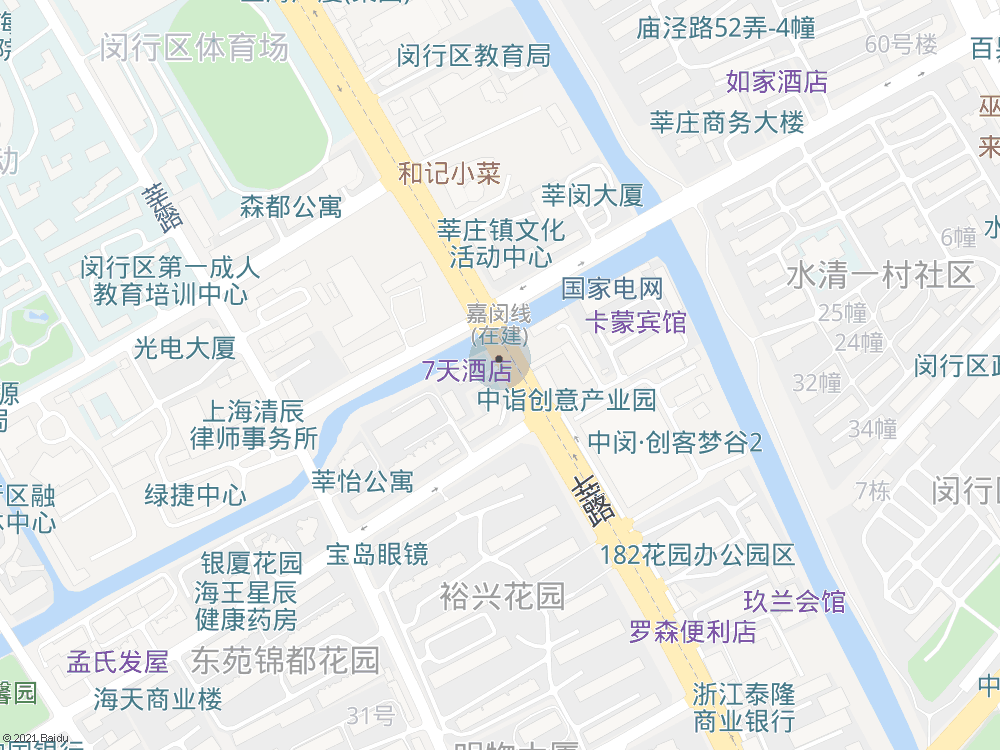 庙泾路52弄-4幢
闵行区体育场
60号楼
闵行区教育局
如家酒店
莘庄商务大楼
和记小菜
莘闵大厦
森都公寓
莘庄镇文化
活动中心
6幢
闵行区第一成人
教育培训中心
水清一村社区
国家电网
嘉闵线
(在建)
25幢
卡蒙宾馆
24幢
光电大厦
7天酒店
32幢
中诣创意产业园
上海清辰
律师事务所
34幢
中闵·创客梦谷2
莘怡公寓
绿捷中心
7栋
宝岛眼镜
182花园办公园区
银厦花园
海王星辰
健康药房
裕兴花园
玖兰会馆
罗森便利店
孟氏发屋
东苑锦都花园
海天商业楼
浙江泰隆
商业银行
31号
© 2021 Baidu